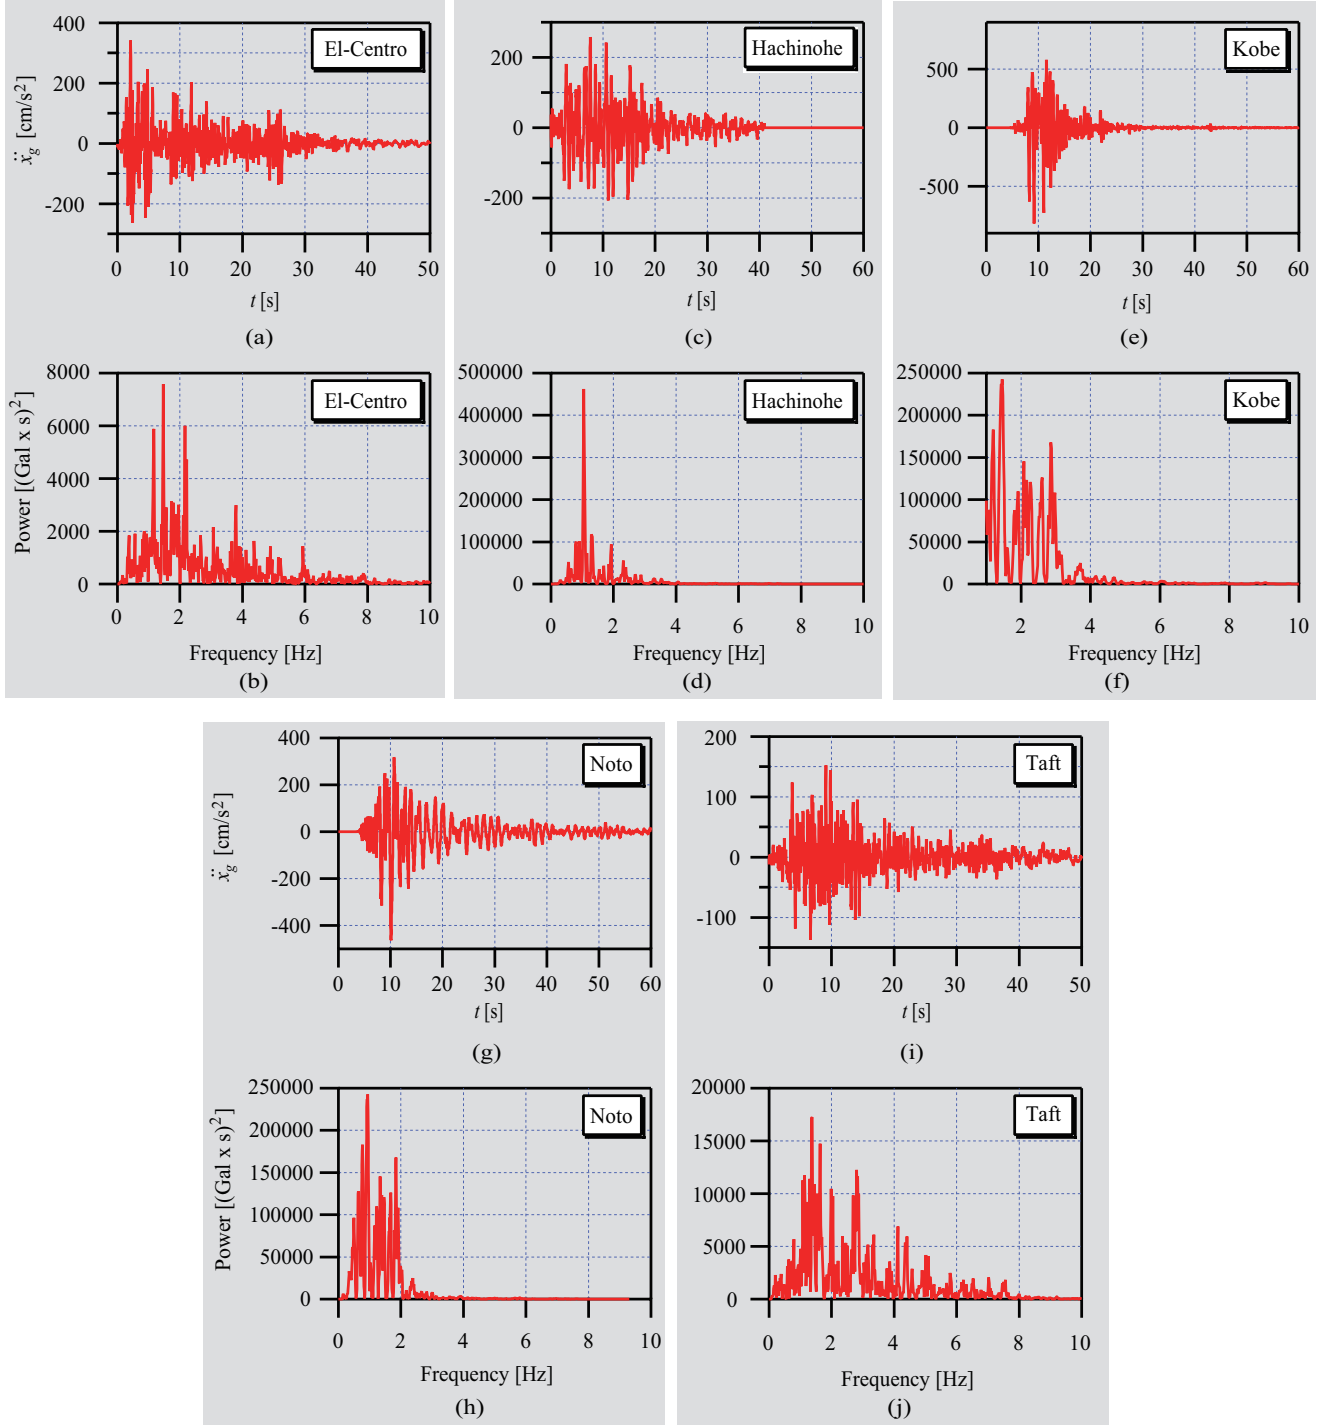 400
200
0
-200
ẍg [cm/s2]
El-Centro
0 10 20 30 40 50
t [s]
(a)
200
0
-200
Hachinohe
0 10 20 30 40 50 60
t [s]
(c)
500
0
-500
Kobe
0 10 20 30 40 50 60
t [s]
(e)
8000
6000
4000
2000
0
Power [(Gal x s)2]
El-Centro
0 2 4 6 8 10
Frequency [Hz]
(b)
500000
400000
300000
200000
100000
0
Hachinohe
0 2 4 6 8 10
Frequency [Hz]
(d)
250000
200000
150000
100000
50000
0
Kobe
2 4 6 8 10
Frequency [Hz]
(f)
400
200
0
-200
-400
ẍg [cm/s2]
Noto
0 10 20 30 40 50 60
t [s]
(g)
200
100
0
-100
Taft
0 10 20 30 40 50
t [s]
(i)
250000
200000
150000
100000
50000
0
Power [(Gal x s)2]
Noto
0 2 4 6 8 10
Frequency [Hz]
(h)
20000
15000
10000
5000
0
Taft
0 2 4 6 8 10
Frequency [Hz]
(j)